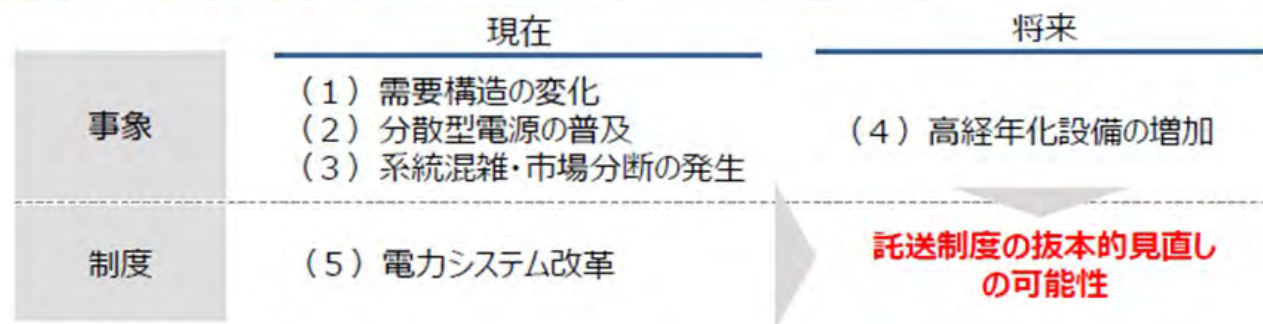 現在
将来
事象
（１）需要構造の変化
（２）分散型電源の普及
（３）系統混雑・市場分断の発生
（４）高経年化設備の増加
制度
（５）電力システム改革
託送制度の抜本的見直し
の可能性